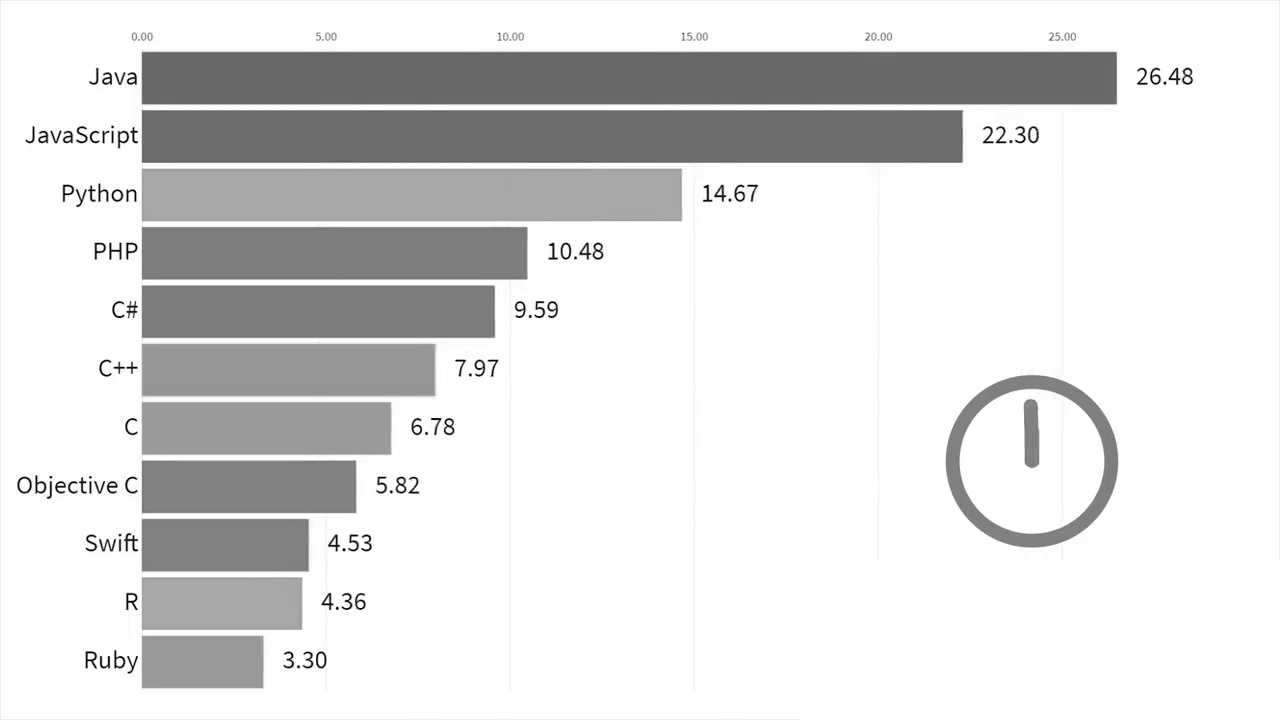 0.00 5.00 10.00 15.00 20.00 25.00
Java 26.48
JavaScript 22.30
Python 14.67
PHP 10.48
C# 9.59
C++ 7.97
C 6.78
Objective C 5.82
Swift 4.53
R 4.36
Ruby 3.30